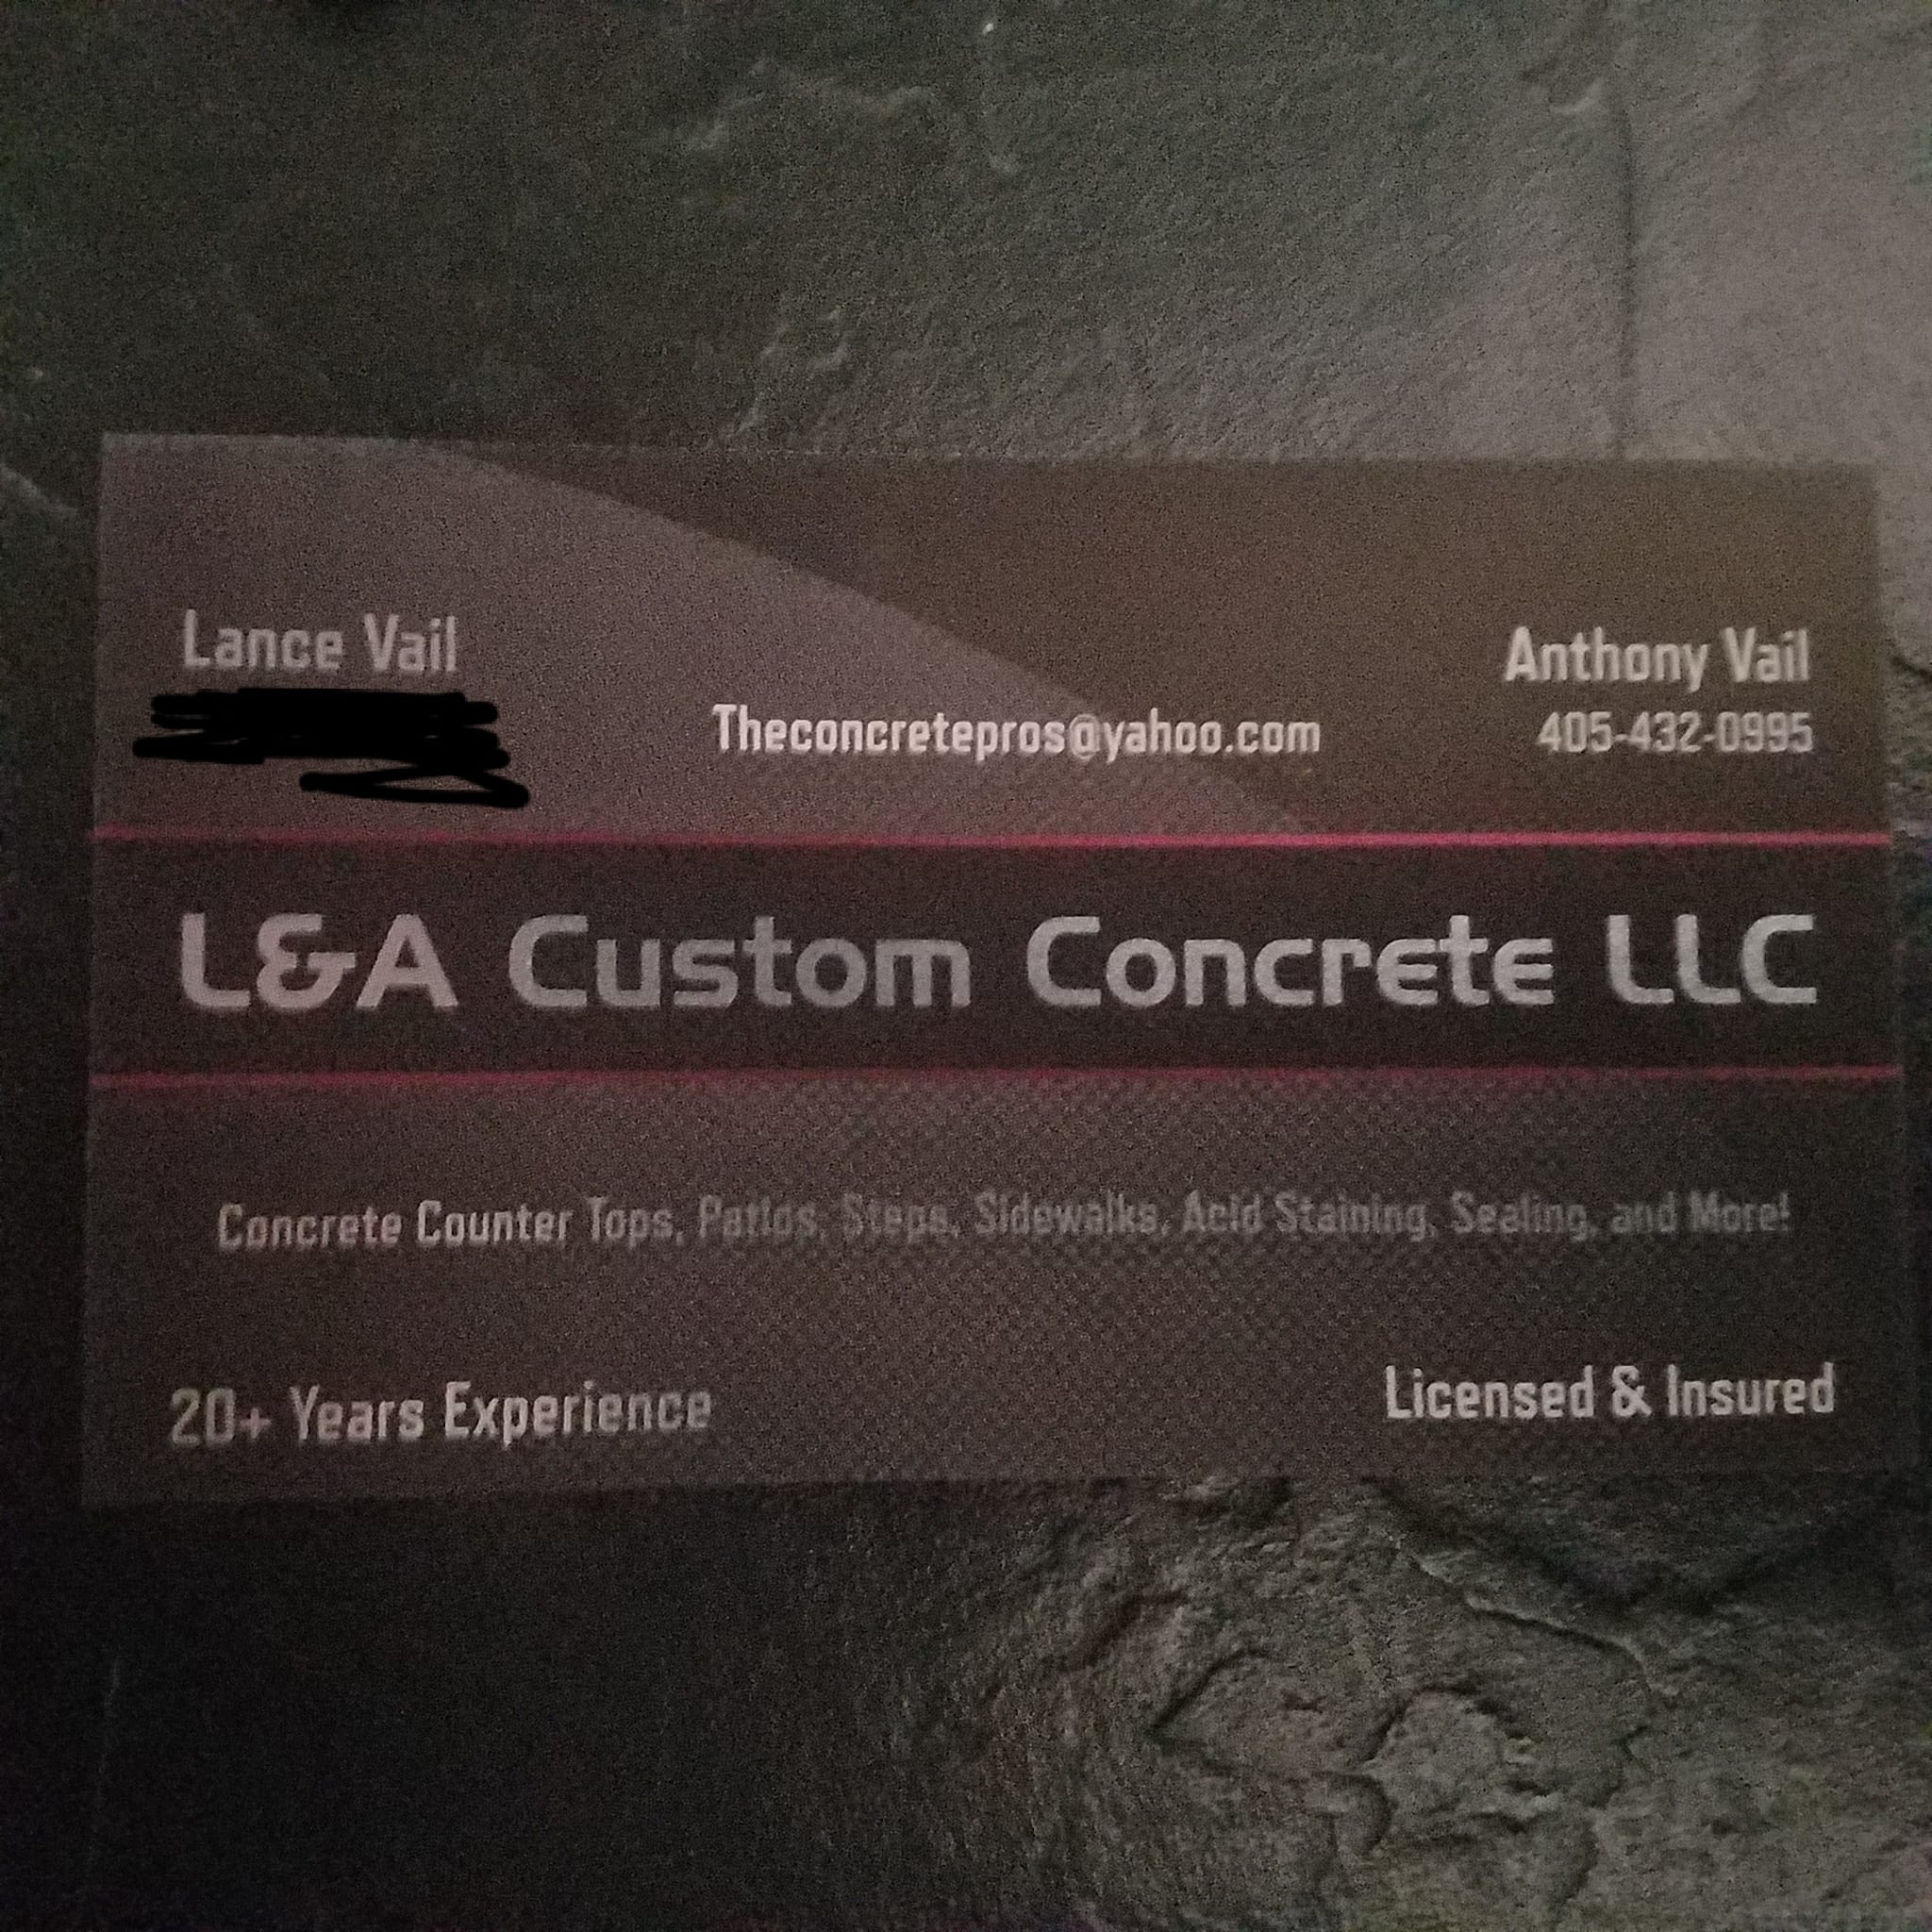 Lance Vail
Anthony Vail
Theconcretepros@yahoo.com
405-432-0995
L&A Custom Concrete LLC
Concrete Counter Tops, Patios, Steps, Sidewalks, Acid Staining, Sealing, and More!
20+ Years Experience
Licensed & Insured